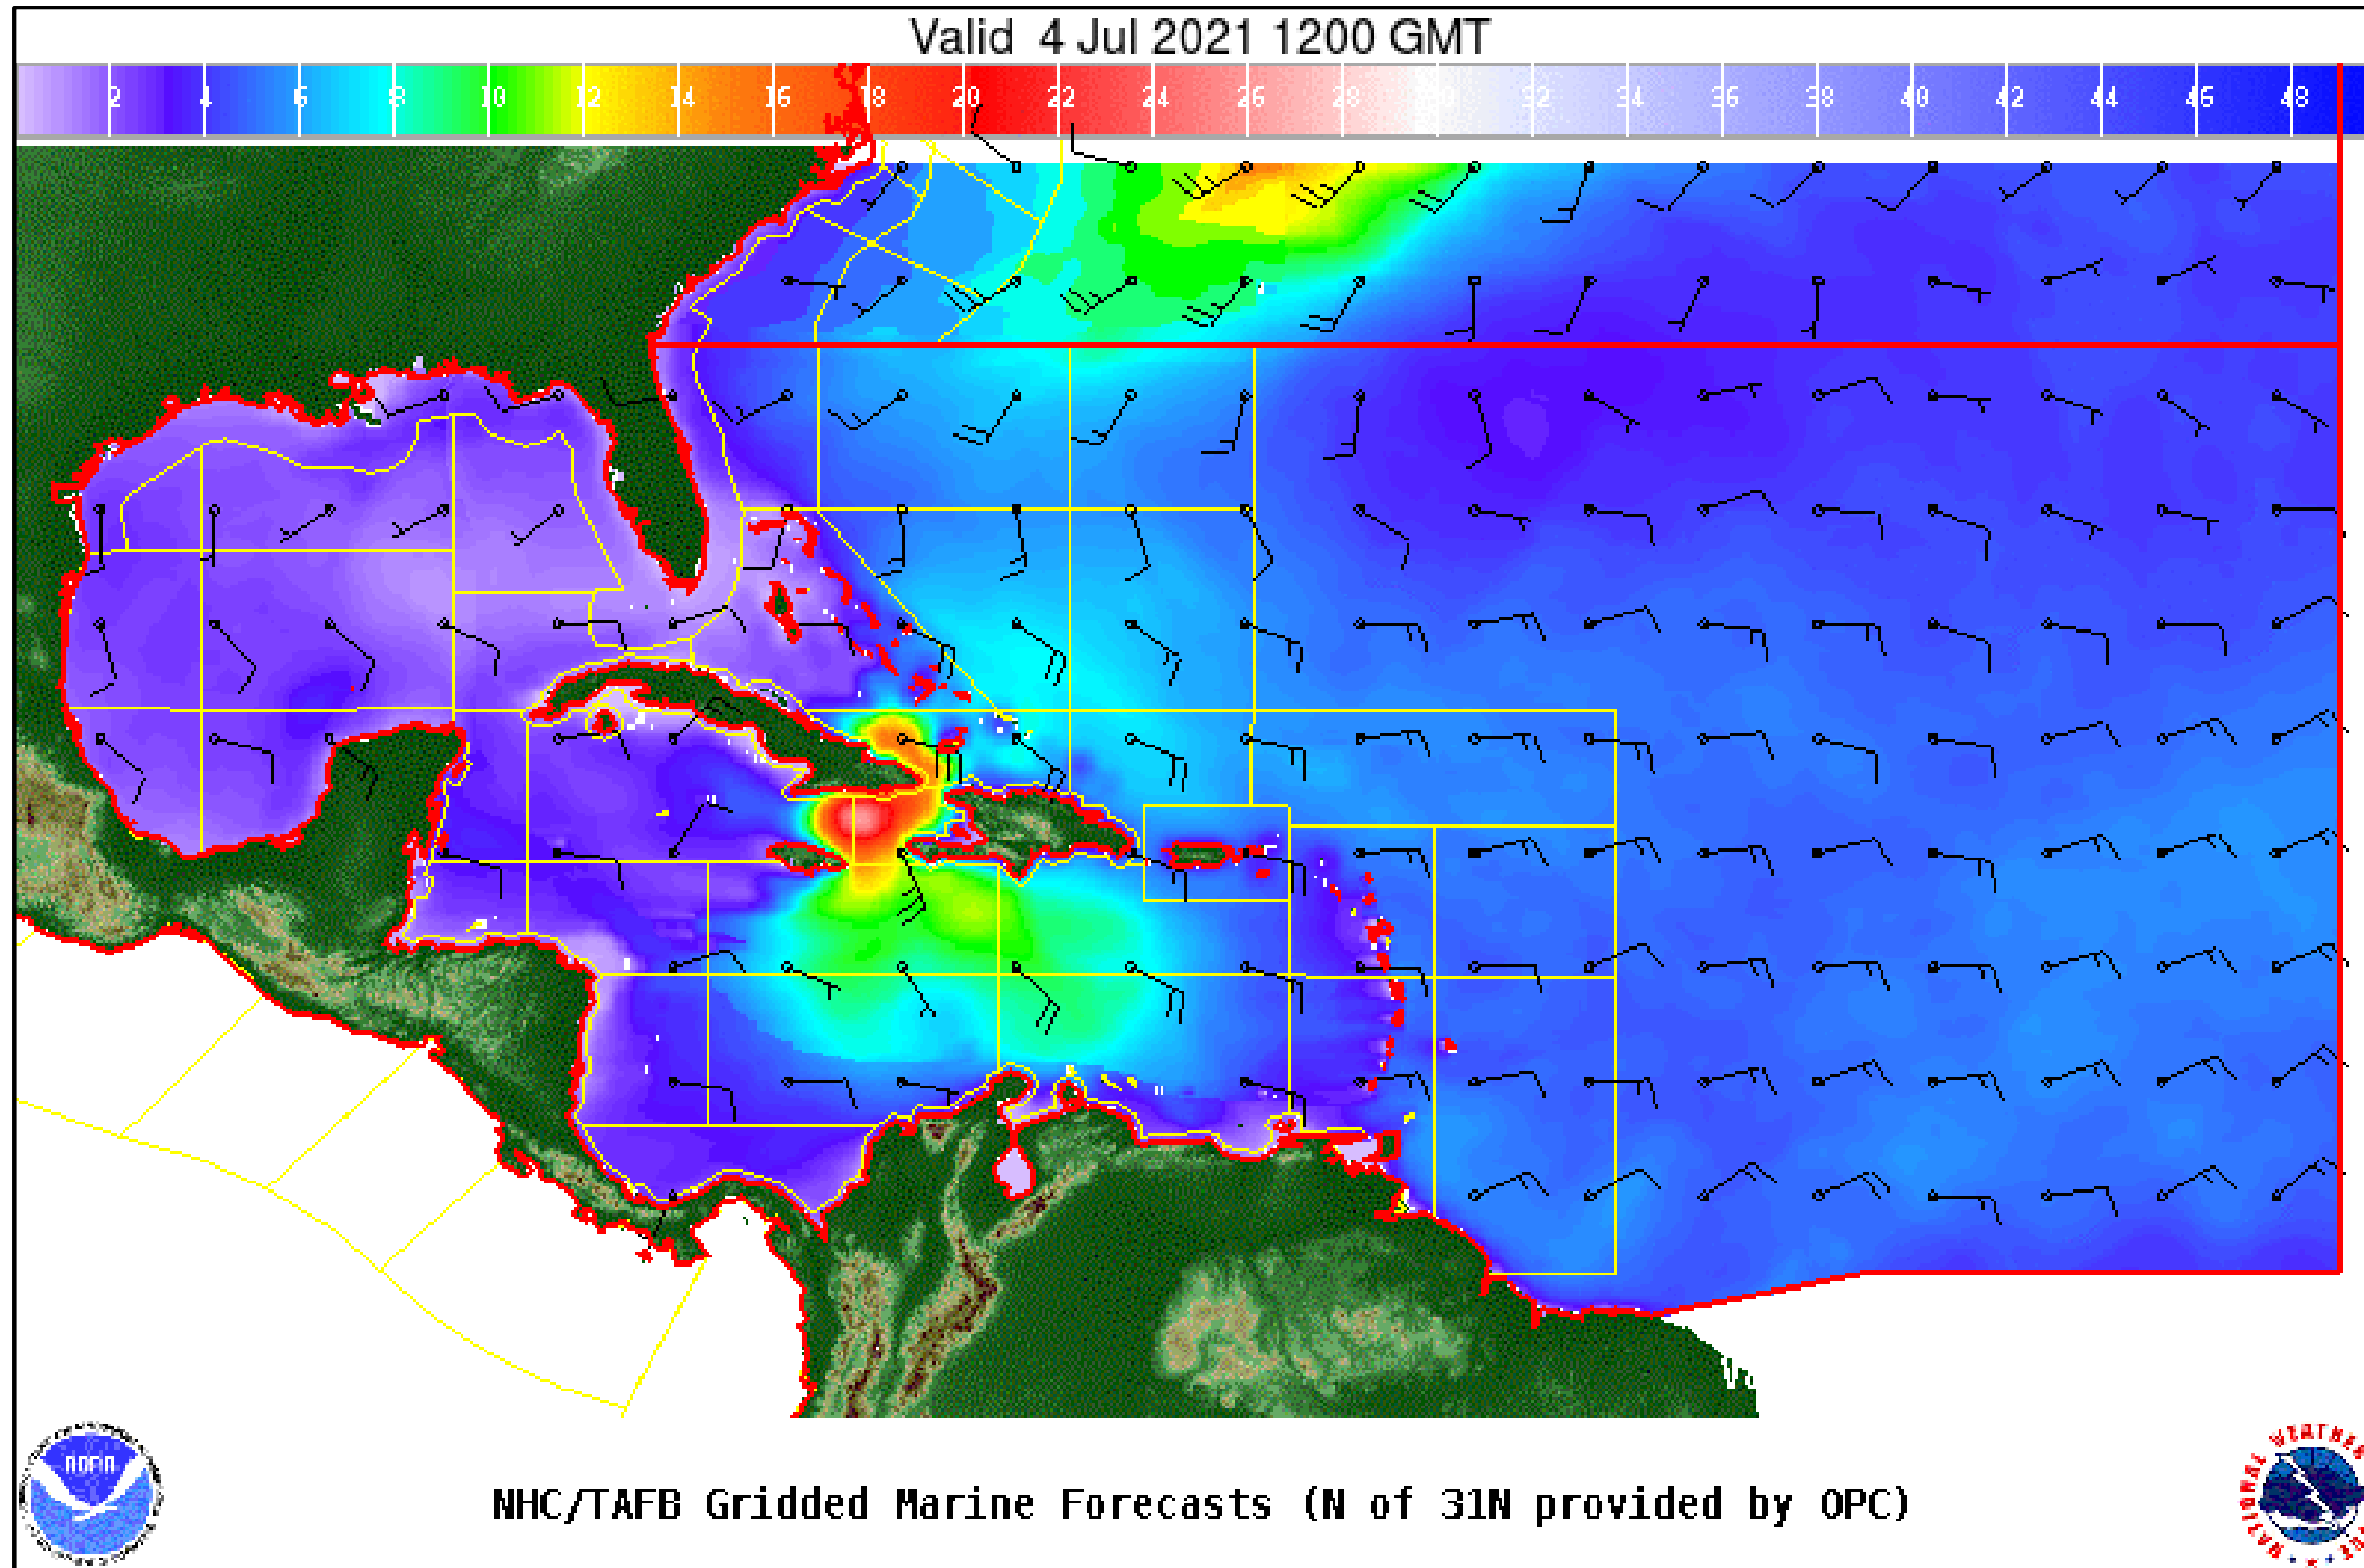 Valid 4 Jul 2021 1200 GMT
2 4 6 8 10 12 14 16 18 20 22 24 26 28 30 32 34 36 38 40 42 44 46 48
NHC/TAFB Gridded Marine Forecasts (N of 31N provided by OPC)